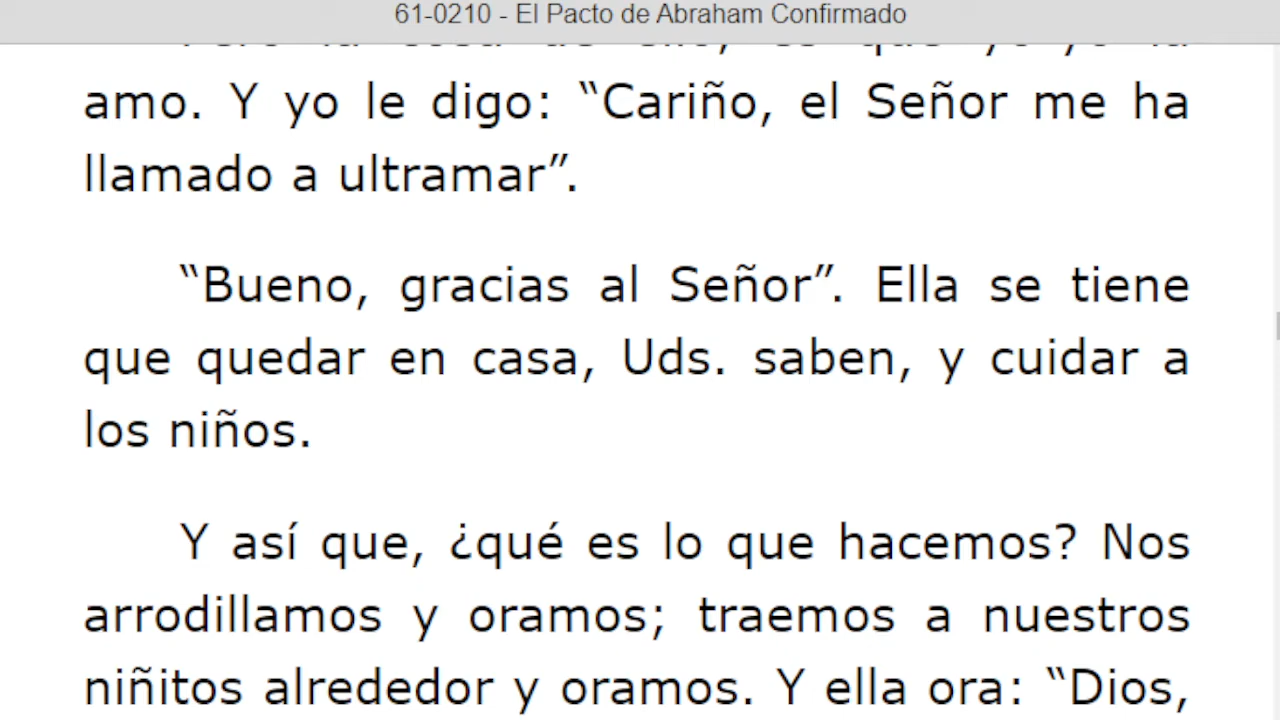 61-0210 - El Pacto de Abraham Confirmado
amo. Y yo le digo: “Cariño, el Señor me ha
llamado a ultramar”.
“Bueno, gracias al Señor”. Ella se tiene
que quedar en casa, Uds. saben, y cuidar a
los niños.
Y así que, ¿qué es lo que hacemos? Nos
arrodillamos y oramos; traemos a nuestros
niñitos alrededor y oramos. Y ella ora: “Dios,